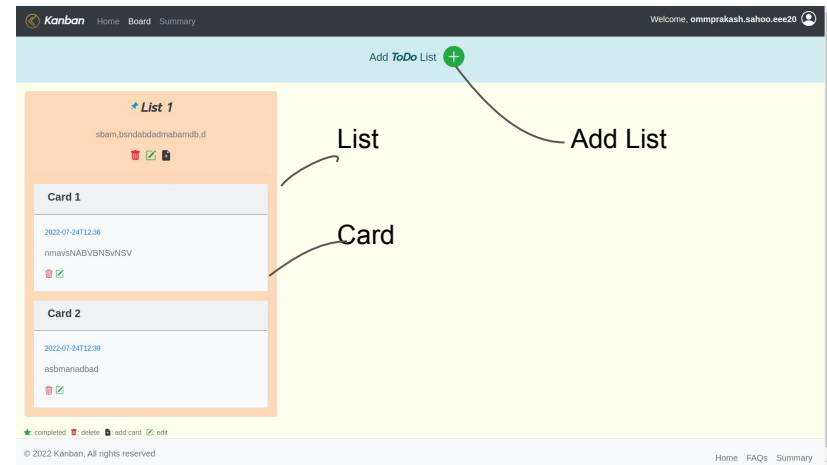 Kanban Home Board Summary Welcome, ommprakash.sahoo.eee20
Add ToDo List
List 1
sbam,bsndabdadmabamdb,d
List
Add List
Card 1
2022-07-24T12:36
nmavsNABVBNSvNSV
Card
Card 2
2022-07-24T12:39
asbmanadbad
: completed : delete : add card : edit
© 2022 Kanban, All rights reserved
Home FAQs Summary